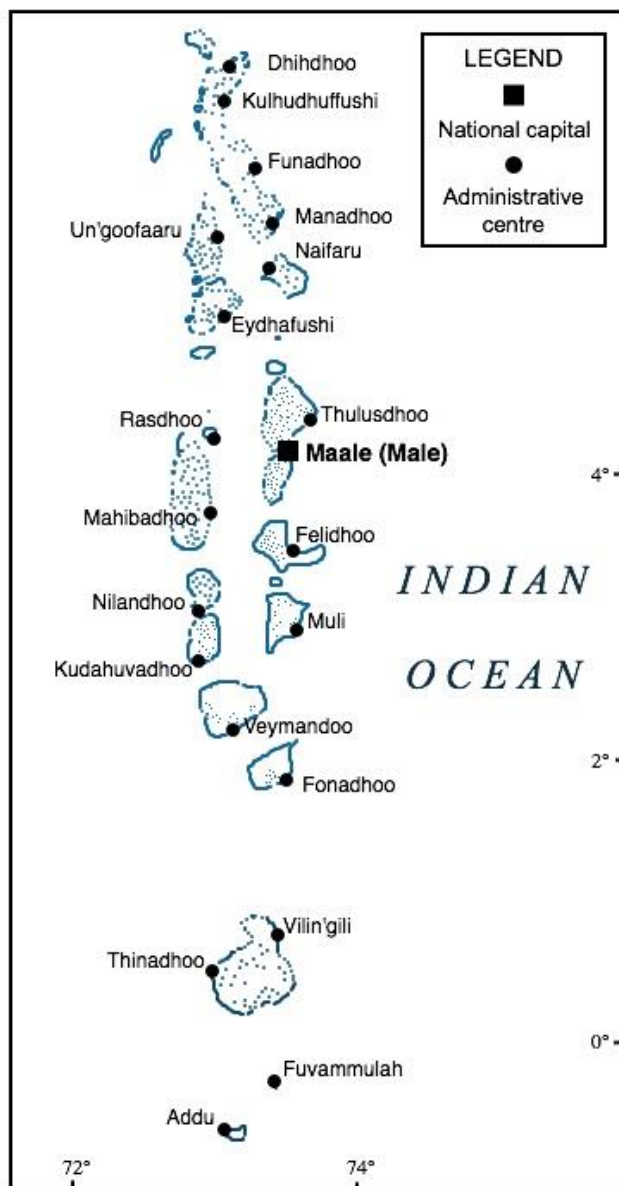 LEGEND
National capital
Administrative
centre
Dhihdhoo
Kulhudhuffushi
Funadhoo
Manadhoo
Un'goofaaru
Naifaru
Eydhafushi
Thulusdhoo
Rasdhoo
Maale (Male)
4°
Mahibadhoo
Felidhoo
INDIAN
Nilandhoo
Muli
Kudahuvadhoo
OCEAN
Veymandoo
2°
Fonadhoo
Vilin'gili
Thinadhoo
0°
Fuvammulah
Addu
72°
74°